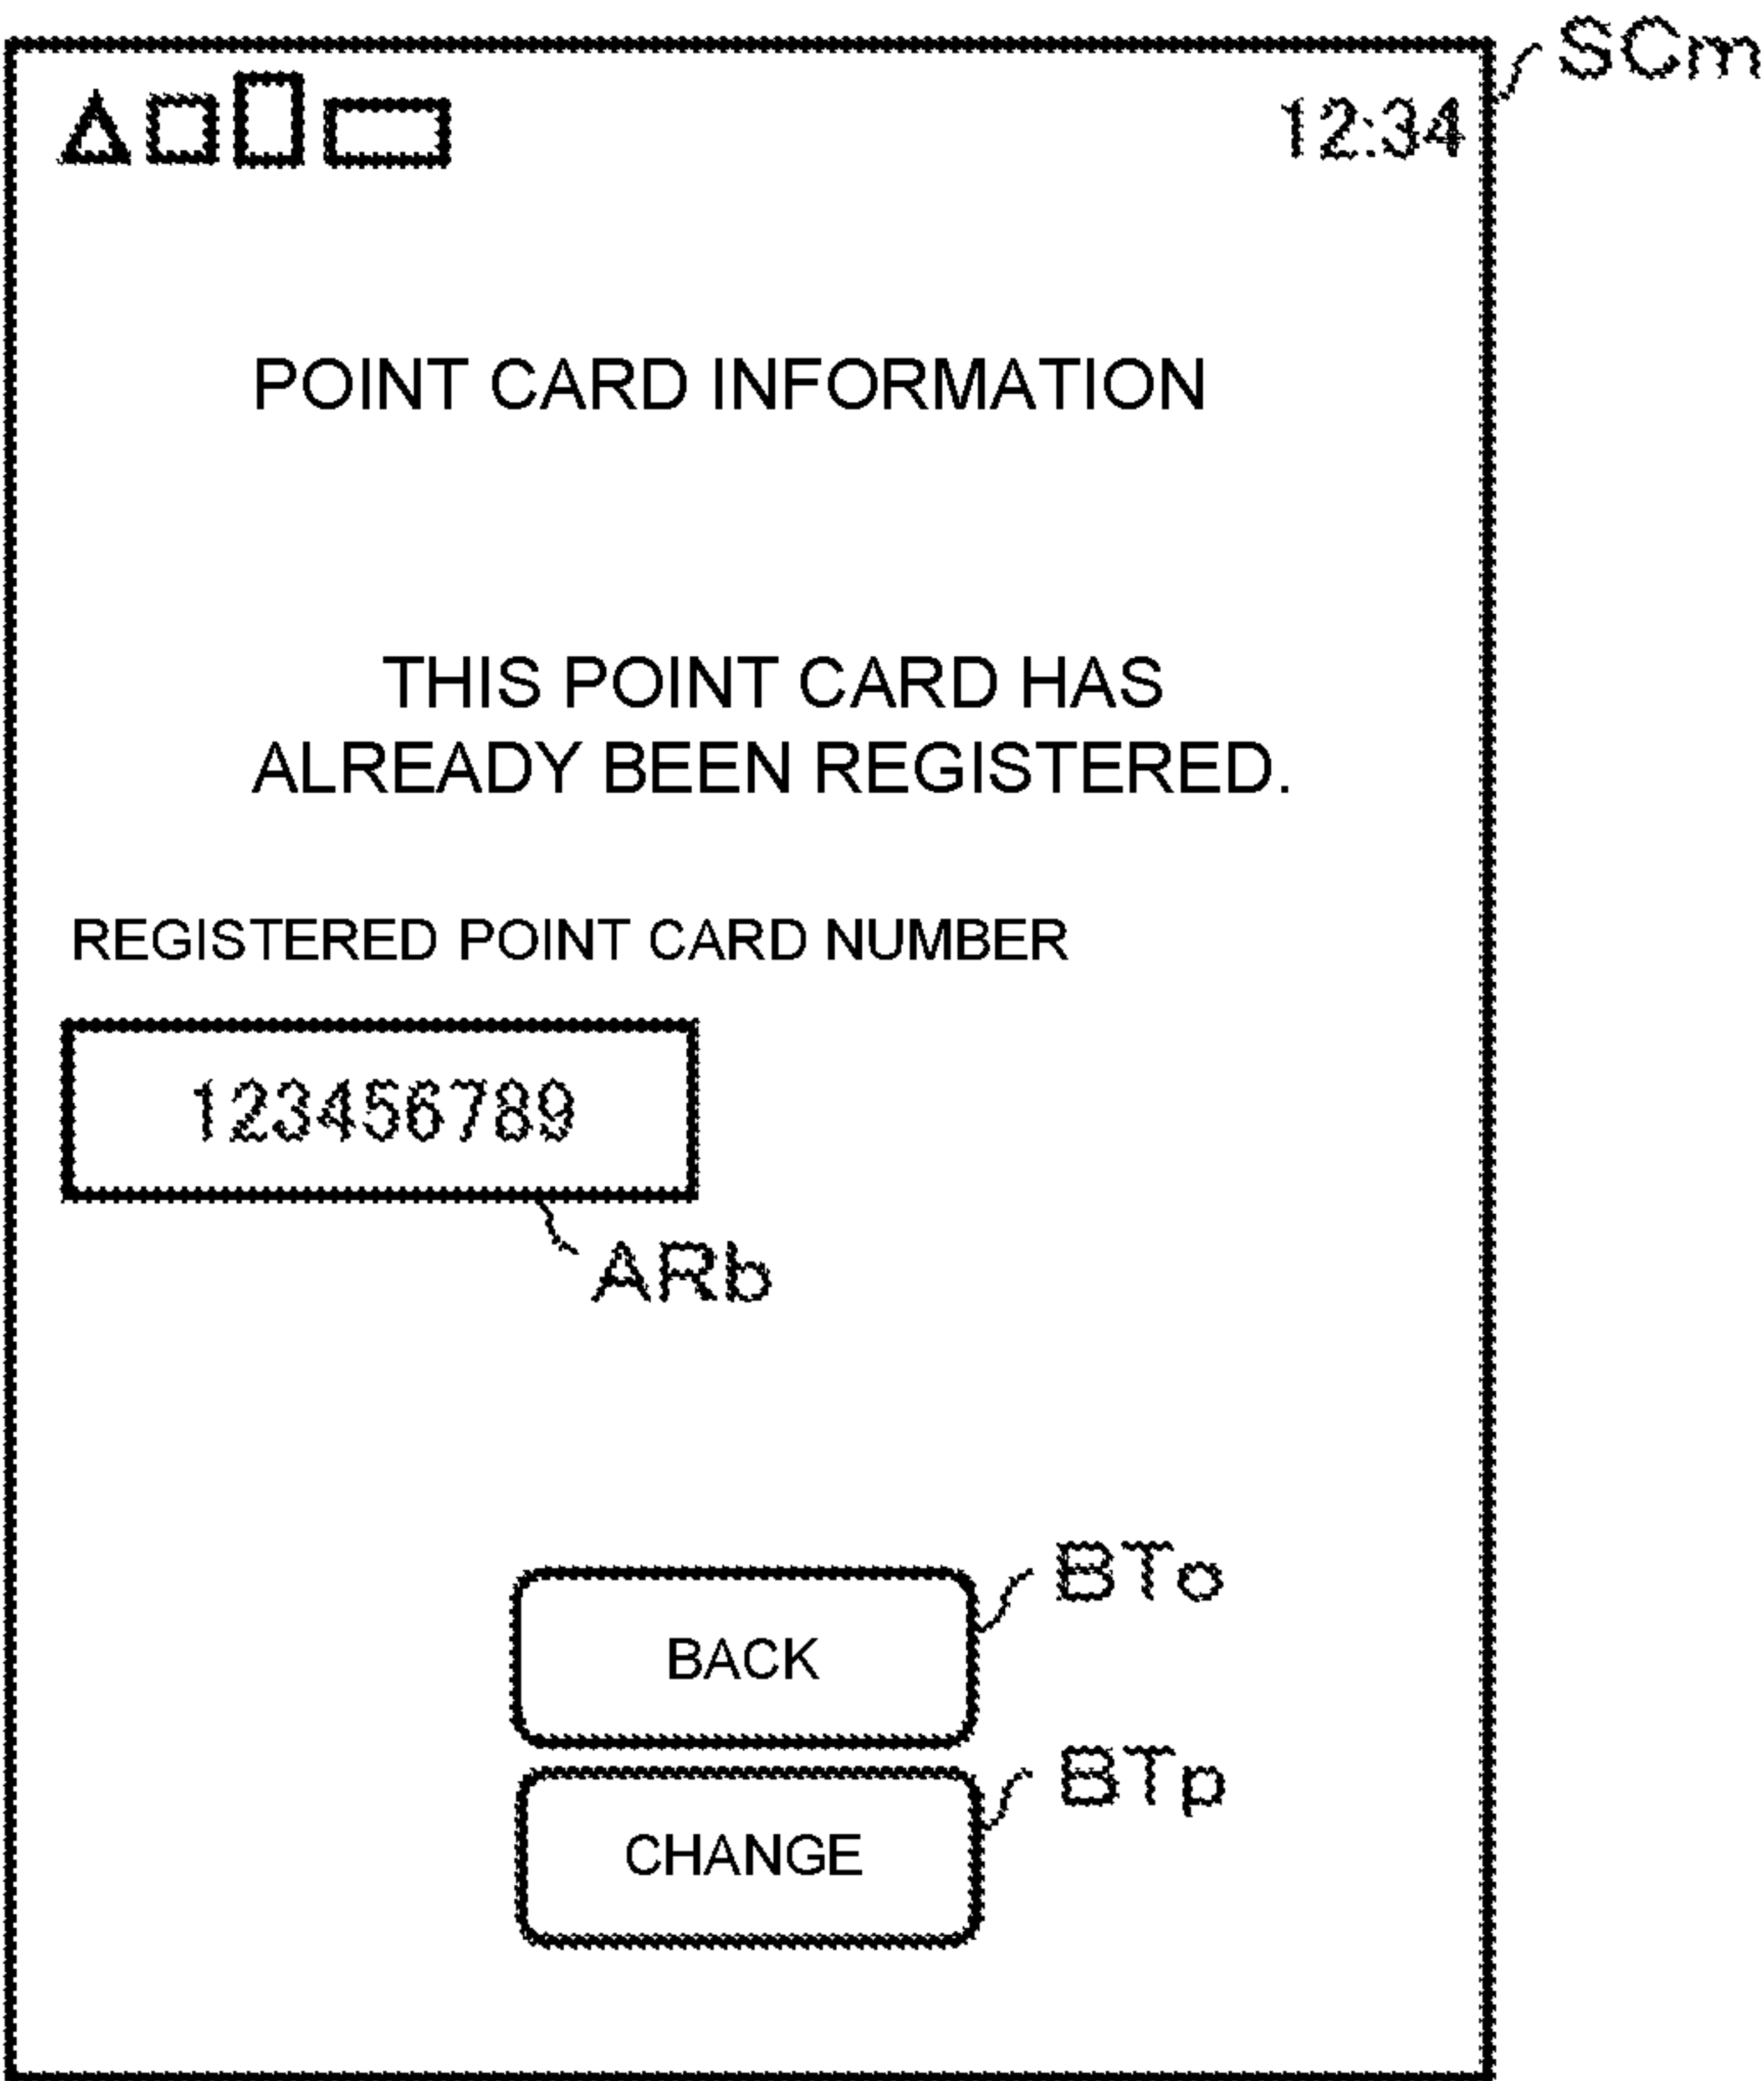 SCm
12:34
POINT CARD INFORMATION
THIS POINT CARD HAS
ALREADY BEEN REGISTERED.
REGISTERED POINT CARD NUMBER
123456789
ARb
BTo
BACK
BTp
CHANGE